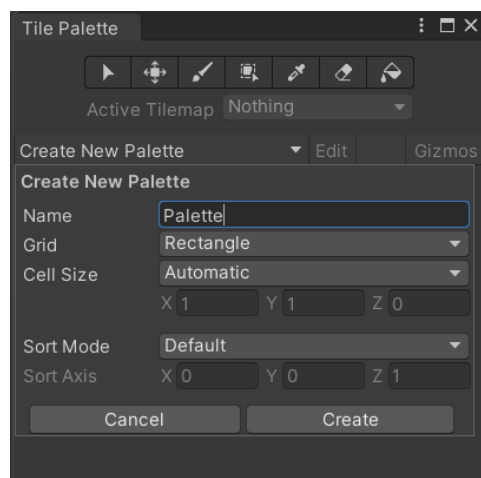 Tile Palette
Active Tilemap Nothing
Create New Palette Edit Gizmos
Create New Palette
Name Palette
Grid Rectangle
Cell Size Automatic
X 1 Y 1 Z 0
Sort Mode Default
Sort Axis X 0 Y 0 Z 1
Cancel Create